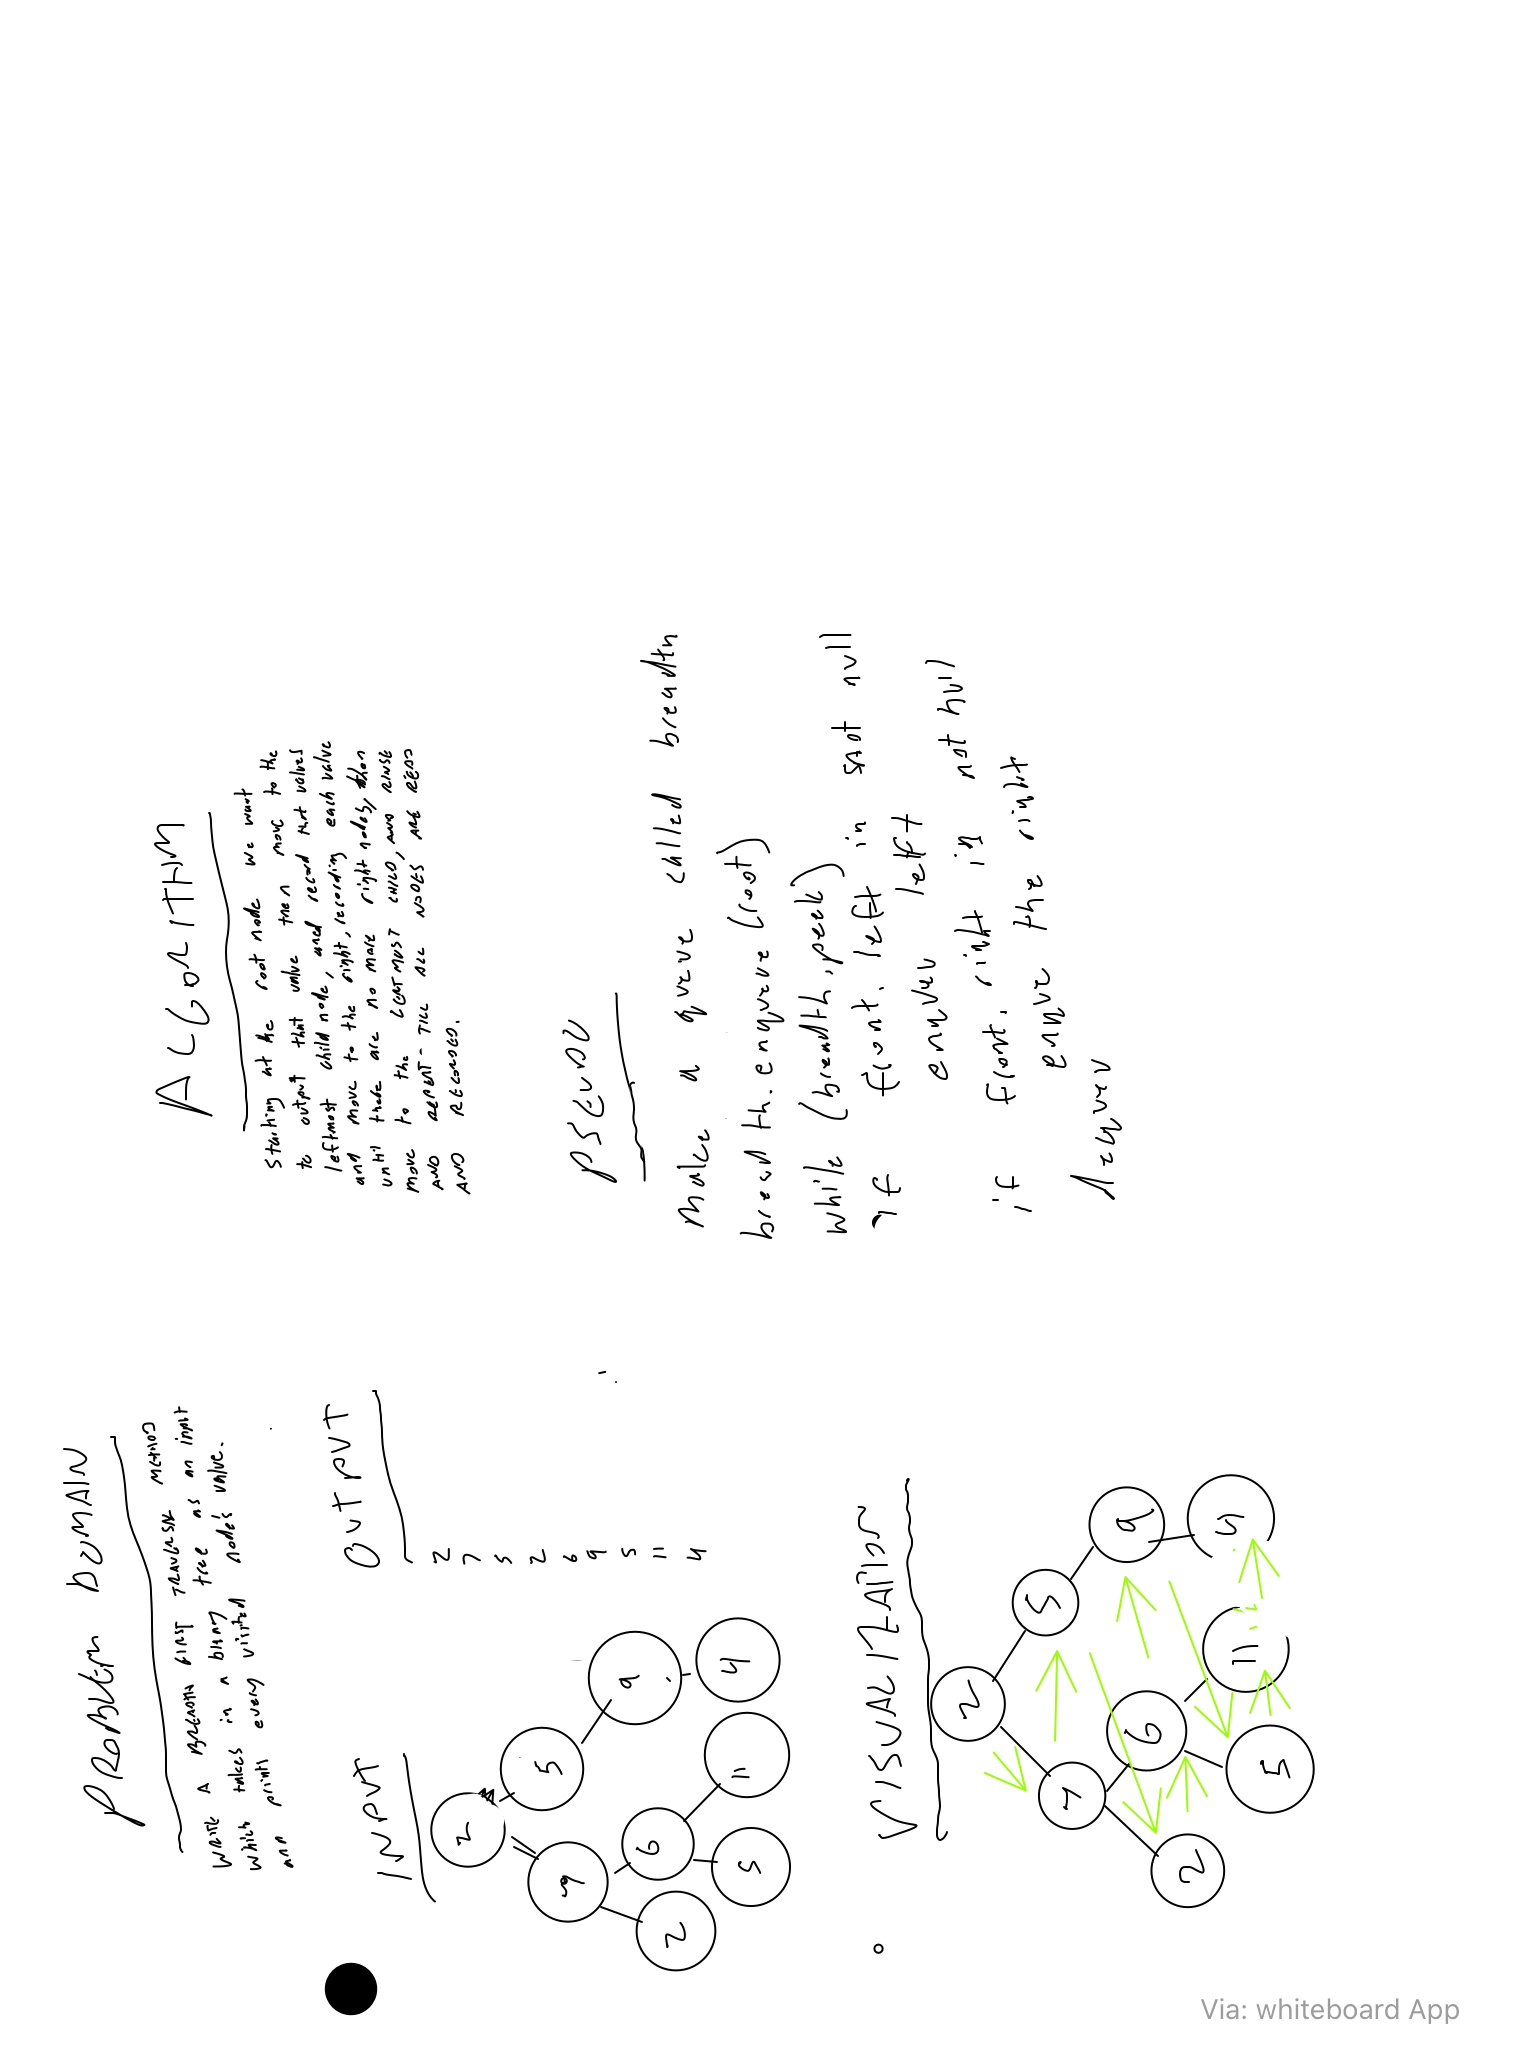 PROBLEM DOMAIN
WRITE A BREADTH FIRST TRAVERSE METHOD
which takes in a binary tree as an input
AND prints every visited node's value.
INPUT
2
7
5
2
6
9
5
11
4
OUTPUT
2
7
5
2
6
9
5
11
4
VISUALIZATION
2
7
5
2
6
9
5
11
4
ALGORITHM
Starting at the root node we want
to output that value then move to the
leftmost child node, and record that values
and move to the right, recording each value
until there are no more right nodes, then
move to the LEFTMOST CHILD, AND RINSE
AND REPEAT TILL ALL NODES ARE READ
AND RECORDED.
PSEUDO
Make a queue called breadth
breadth.enqueue (root)
while (breadth.peek)
if front.left is not null
enqueu left
if front.right is not null
enque the right
dequeu
Via: whiteboard App